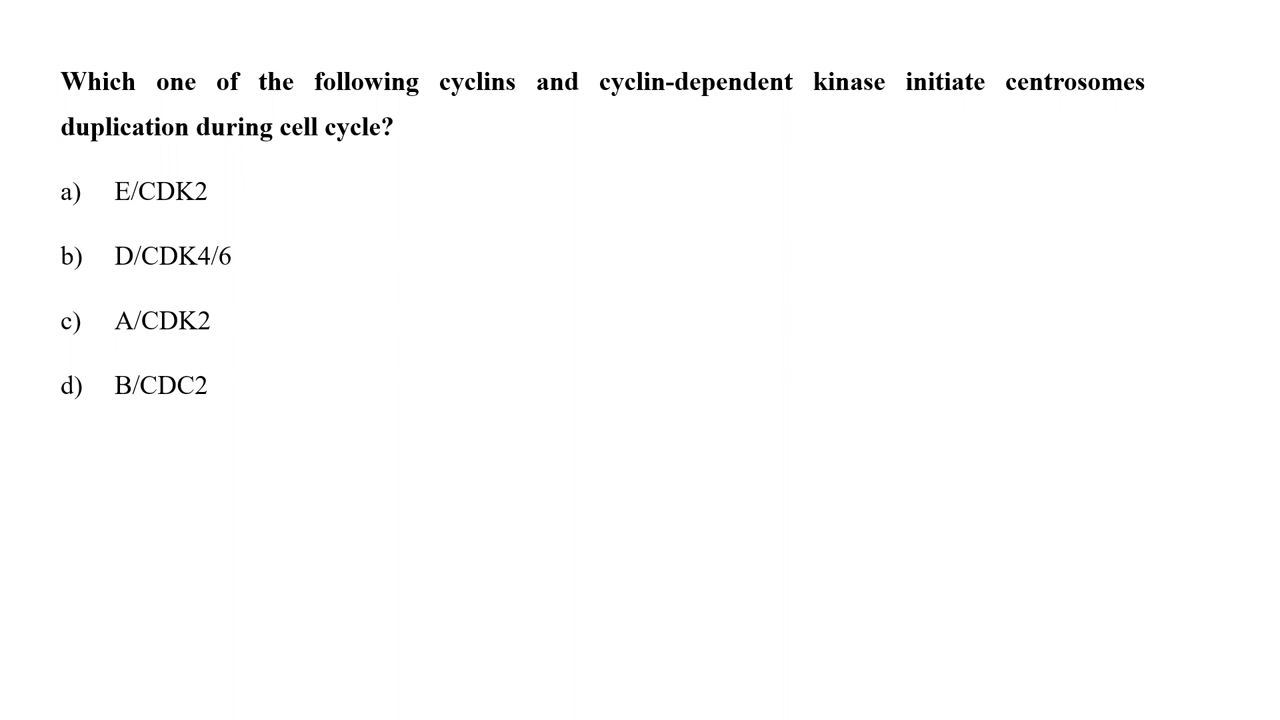 Which one of the following cyclins and cyclin-dependent kinase initiate centrosomes
duplication during cell cycle?
a) E/CDK2
b) D/CDK4/6
c) A/CDK2
d) B/CDC2